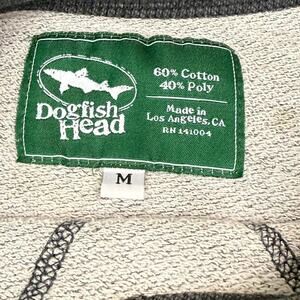 Dogfish
Head
60% Cotton
40% Poly
Made in
Los Angeles, CA
RN 141004
M